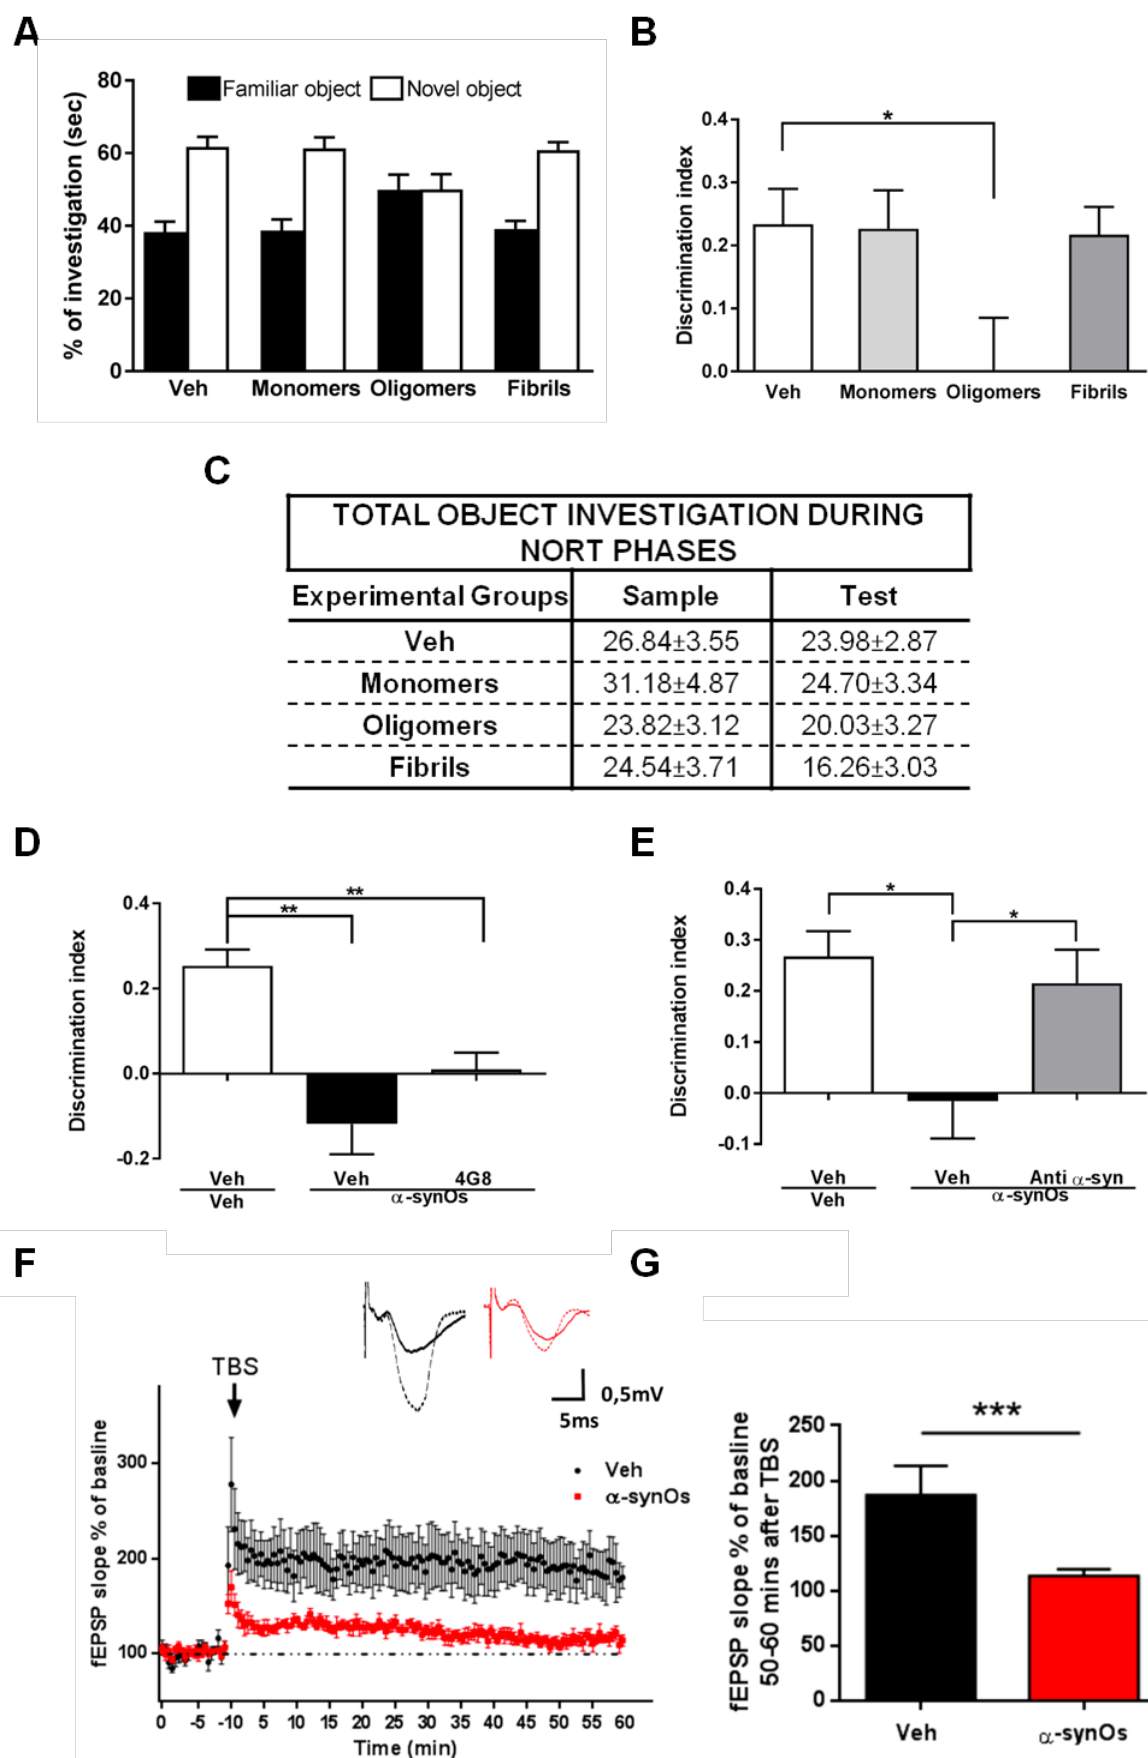 A
B
80
60
40
20
0
% of investigation (sec)
Familiar object
Novel object
Veh Monomers Oligomers Fibrils
0.4
0.3
0.2
0.1
0.0
Discrimination index
*
Veh Monomers Oligomers Fibrils
C
TOTAL OBJECT INVESTIGATION DURING
NORT PHASES
Experimental Groups Sample Test
Veh 26.84±3.55 23.98±2.87
Monomers 31.18±4.87 24.70±3.34
Oligomers 23.82±3.12 20.03±3.27
Fibrils 24.54±3.71 16.26±3.03
D
E
0.4
0.2
0.0
-0.2
Discrimination index
**
**
Veh Veh 4G8
Veh α-synOs
0.4
0.3
0.2
0.1
0.0
-0.1
Discrimination index
*
*
Veh Veh Anti α-syn
Veh α-synOs
F
G
TBS
0,5mV
5ms
Veh
α-synOs
300
200
100
fEPSP slope % of basline
0 -5 -10 5 10 15 20 25 30 35 40 45 50 55 60
Time (min)
250
200
150
100
50
0
fEPSP slope % of basline
50-60 mins after TBS
***
Veh α-synOs